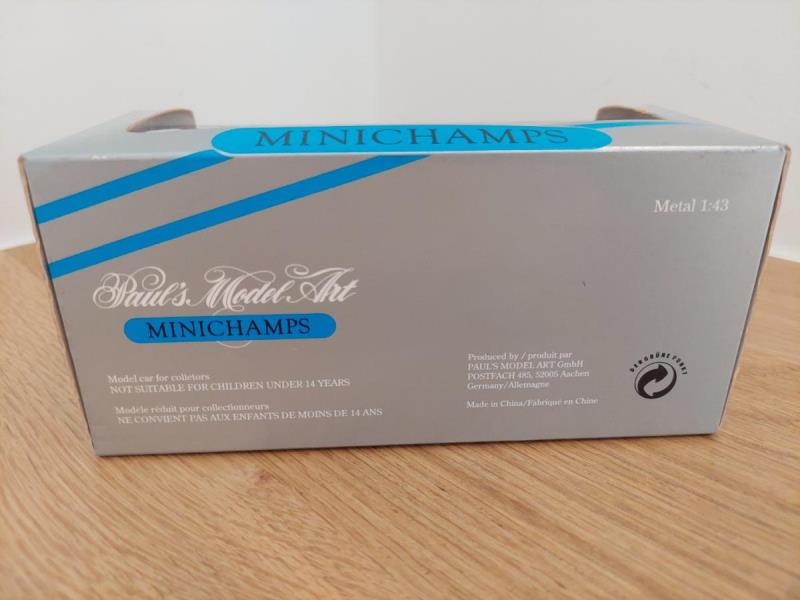 MINICHAMPS
Metal 1:43
Paul's Model Art
MINICHAMPS
Model car for colletors
NOT SUITABLE FOR CHILDREN UNDER 14 YEARS
Modèle réduit pour collectionneurs
NE CONVIENT PAS AUX ENFANTS DE MOINS DE 14 ANS
Produced by / produit par
PAUL'S MODEL ART GmbH
POSTFACH 485, 52005 Aachen
Germany/Allemagne
Made in China/Fabriqué en Chine
DER GRÜNE PUNKT